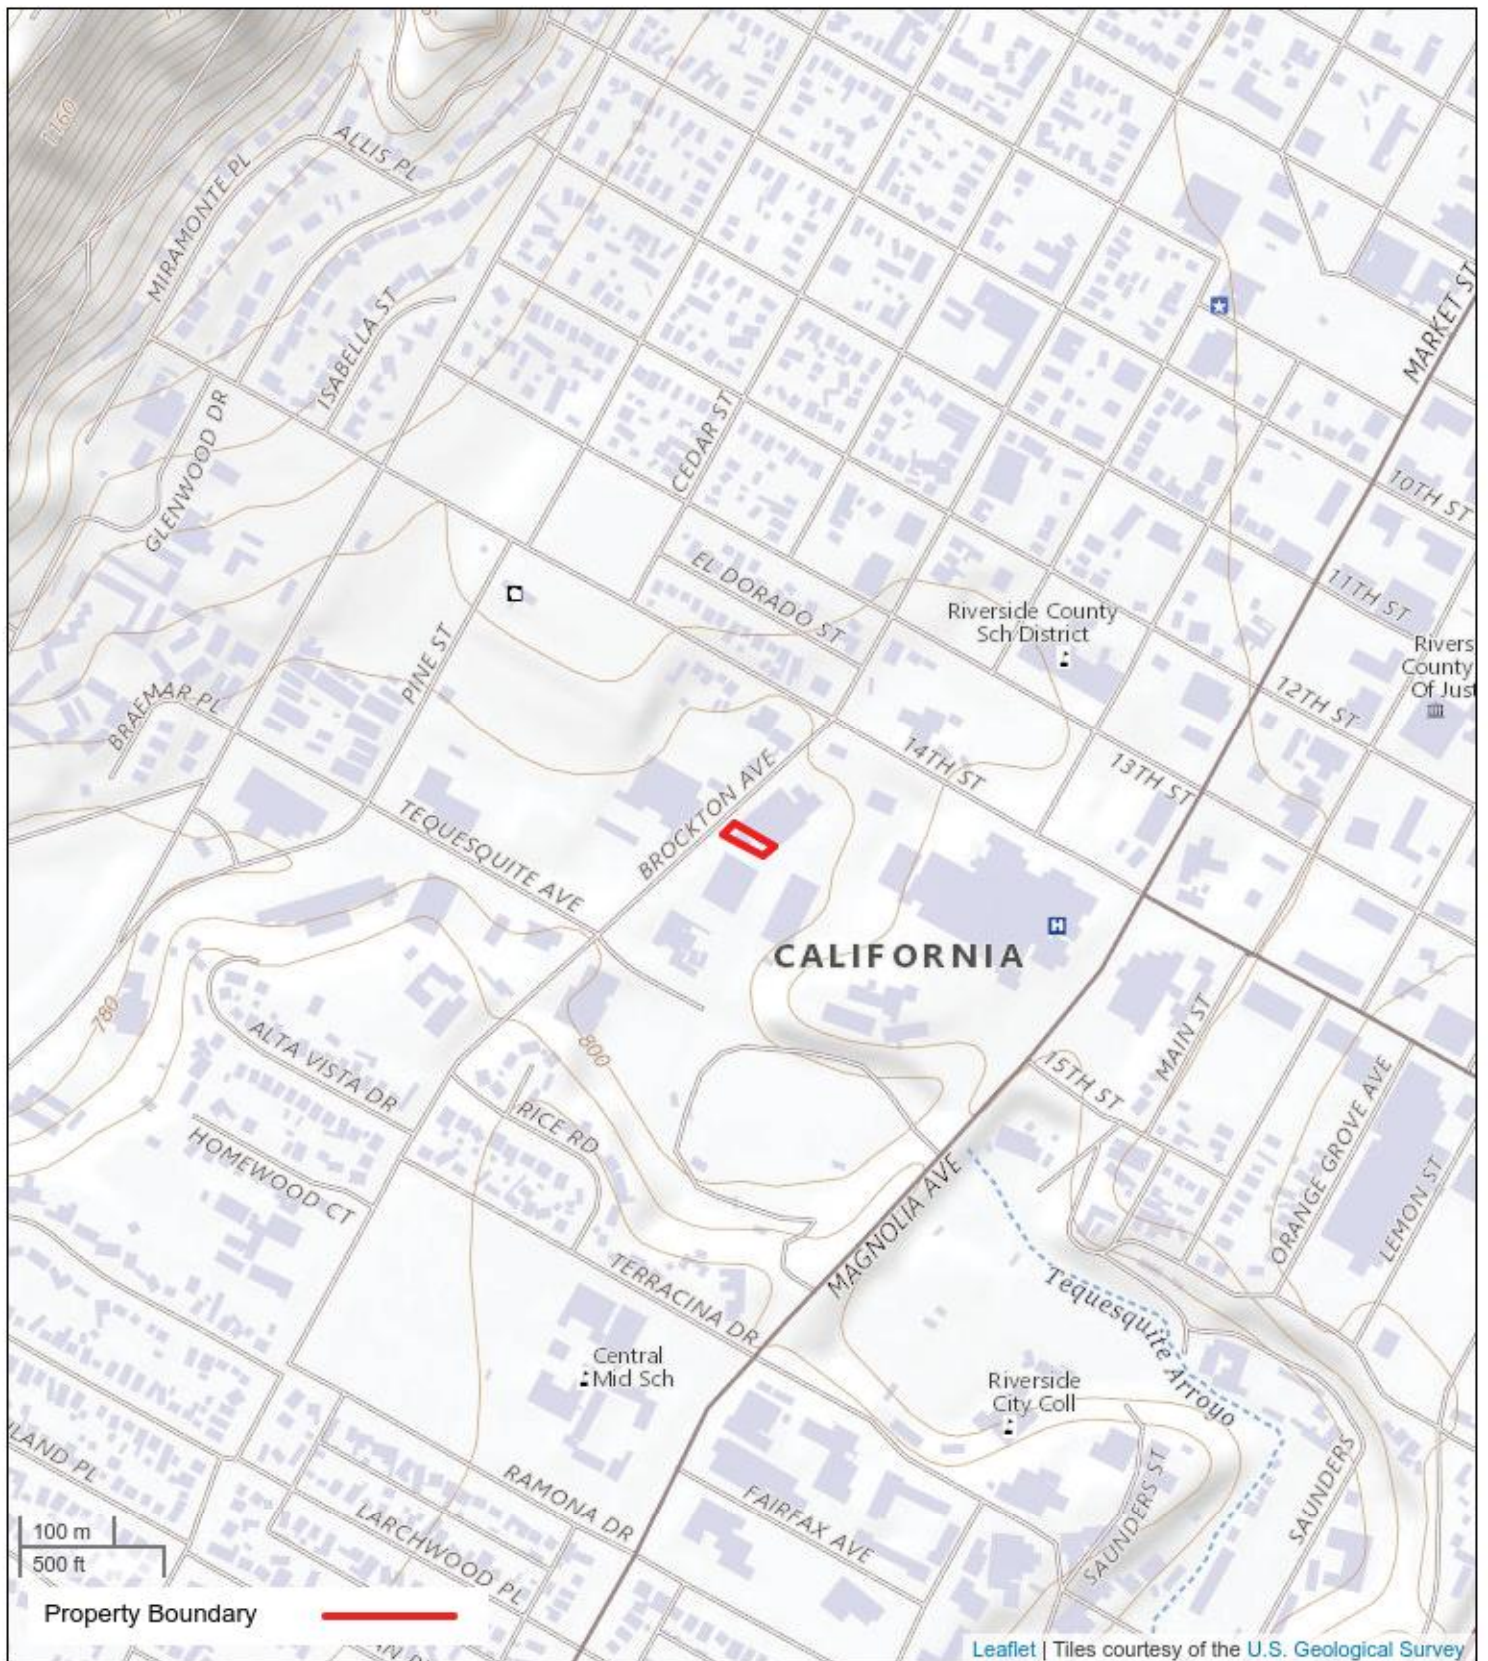 1160
ALLIS PL
MIRAMONTE PL
ISABELLA ST
GLENWOOD DR
CEDAR ST
MARKET ST
10TH ST
11TH ST
EL DORADO ST
Riverside County
Sch District
Rivers
County
Of Just
12TH ST
PINE ST
BRAEMAR PL
14TH ST
13TH ST
BROCKTON AVE
TEQUESQUITE AVE
H
CALIFORNIA
780
800
MAIN ST
ALTA VISTA DR
15TH ST
RICE RD
HOMEWOOD CT
ORANGE GROVE AVE
LEMON ST
MAGNOLIA AVE
TERRACINA DR
Tequesquite Arroyo
Central
Mid Sch
Riverside
City Coll
LAND PL
RAMONA DR
LARCHWOOD PL
FAIRFAX AVE
SAUNDERS ST
SAUNDERS
100 m
500 ft
Property Boundary
Leaflet | Tiles courtesy of the U.S. Geological Survey